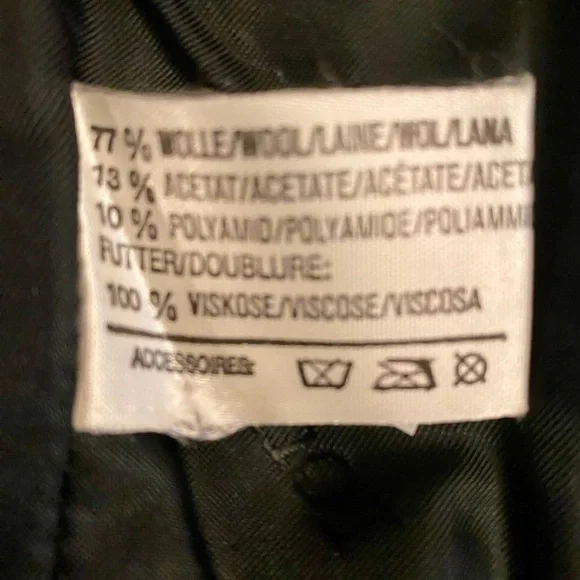 77 % WOLLE/WOOL/LAINE/WOL/LANA
13 % ACETAT/ACETATE/ACÉTATE/ACET
10 % POLYAMID/POLYAMIDE/POLIAMMI
FUTTER/DOUBLURE:
100 % VISKOSE/VISCOSE/VISCOSA
ACCESSOIRES: